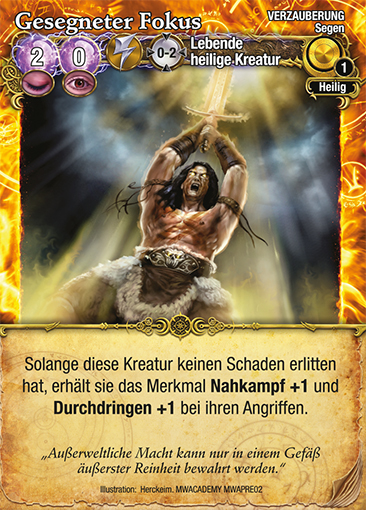 Gesegneter Fokus
VERZAUBERUNG
Segen
2 0 0-2 Lebende
heilige Kreatur
1
Heilig
Solange diese Kreatur keinen Schaden erlitten
hat, erhält sie das Merkmal Nahkampf +1 und
Durchdringen +1 bei ihren Angriffen.
„Außerweltliche Macht kann nur in einem Gefäß
äußerster Reinheit bewahrt werden.“
Illustration: Herckeim. MWACADEMY MWAPRE02